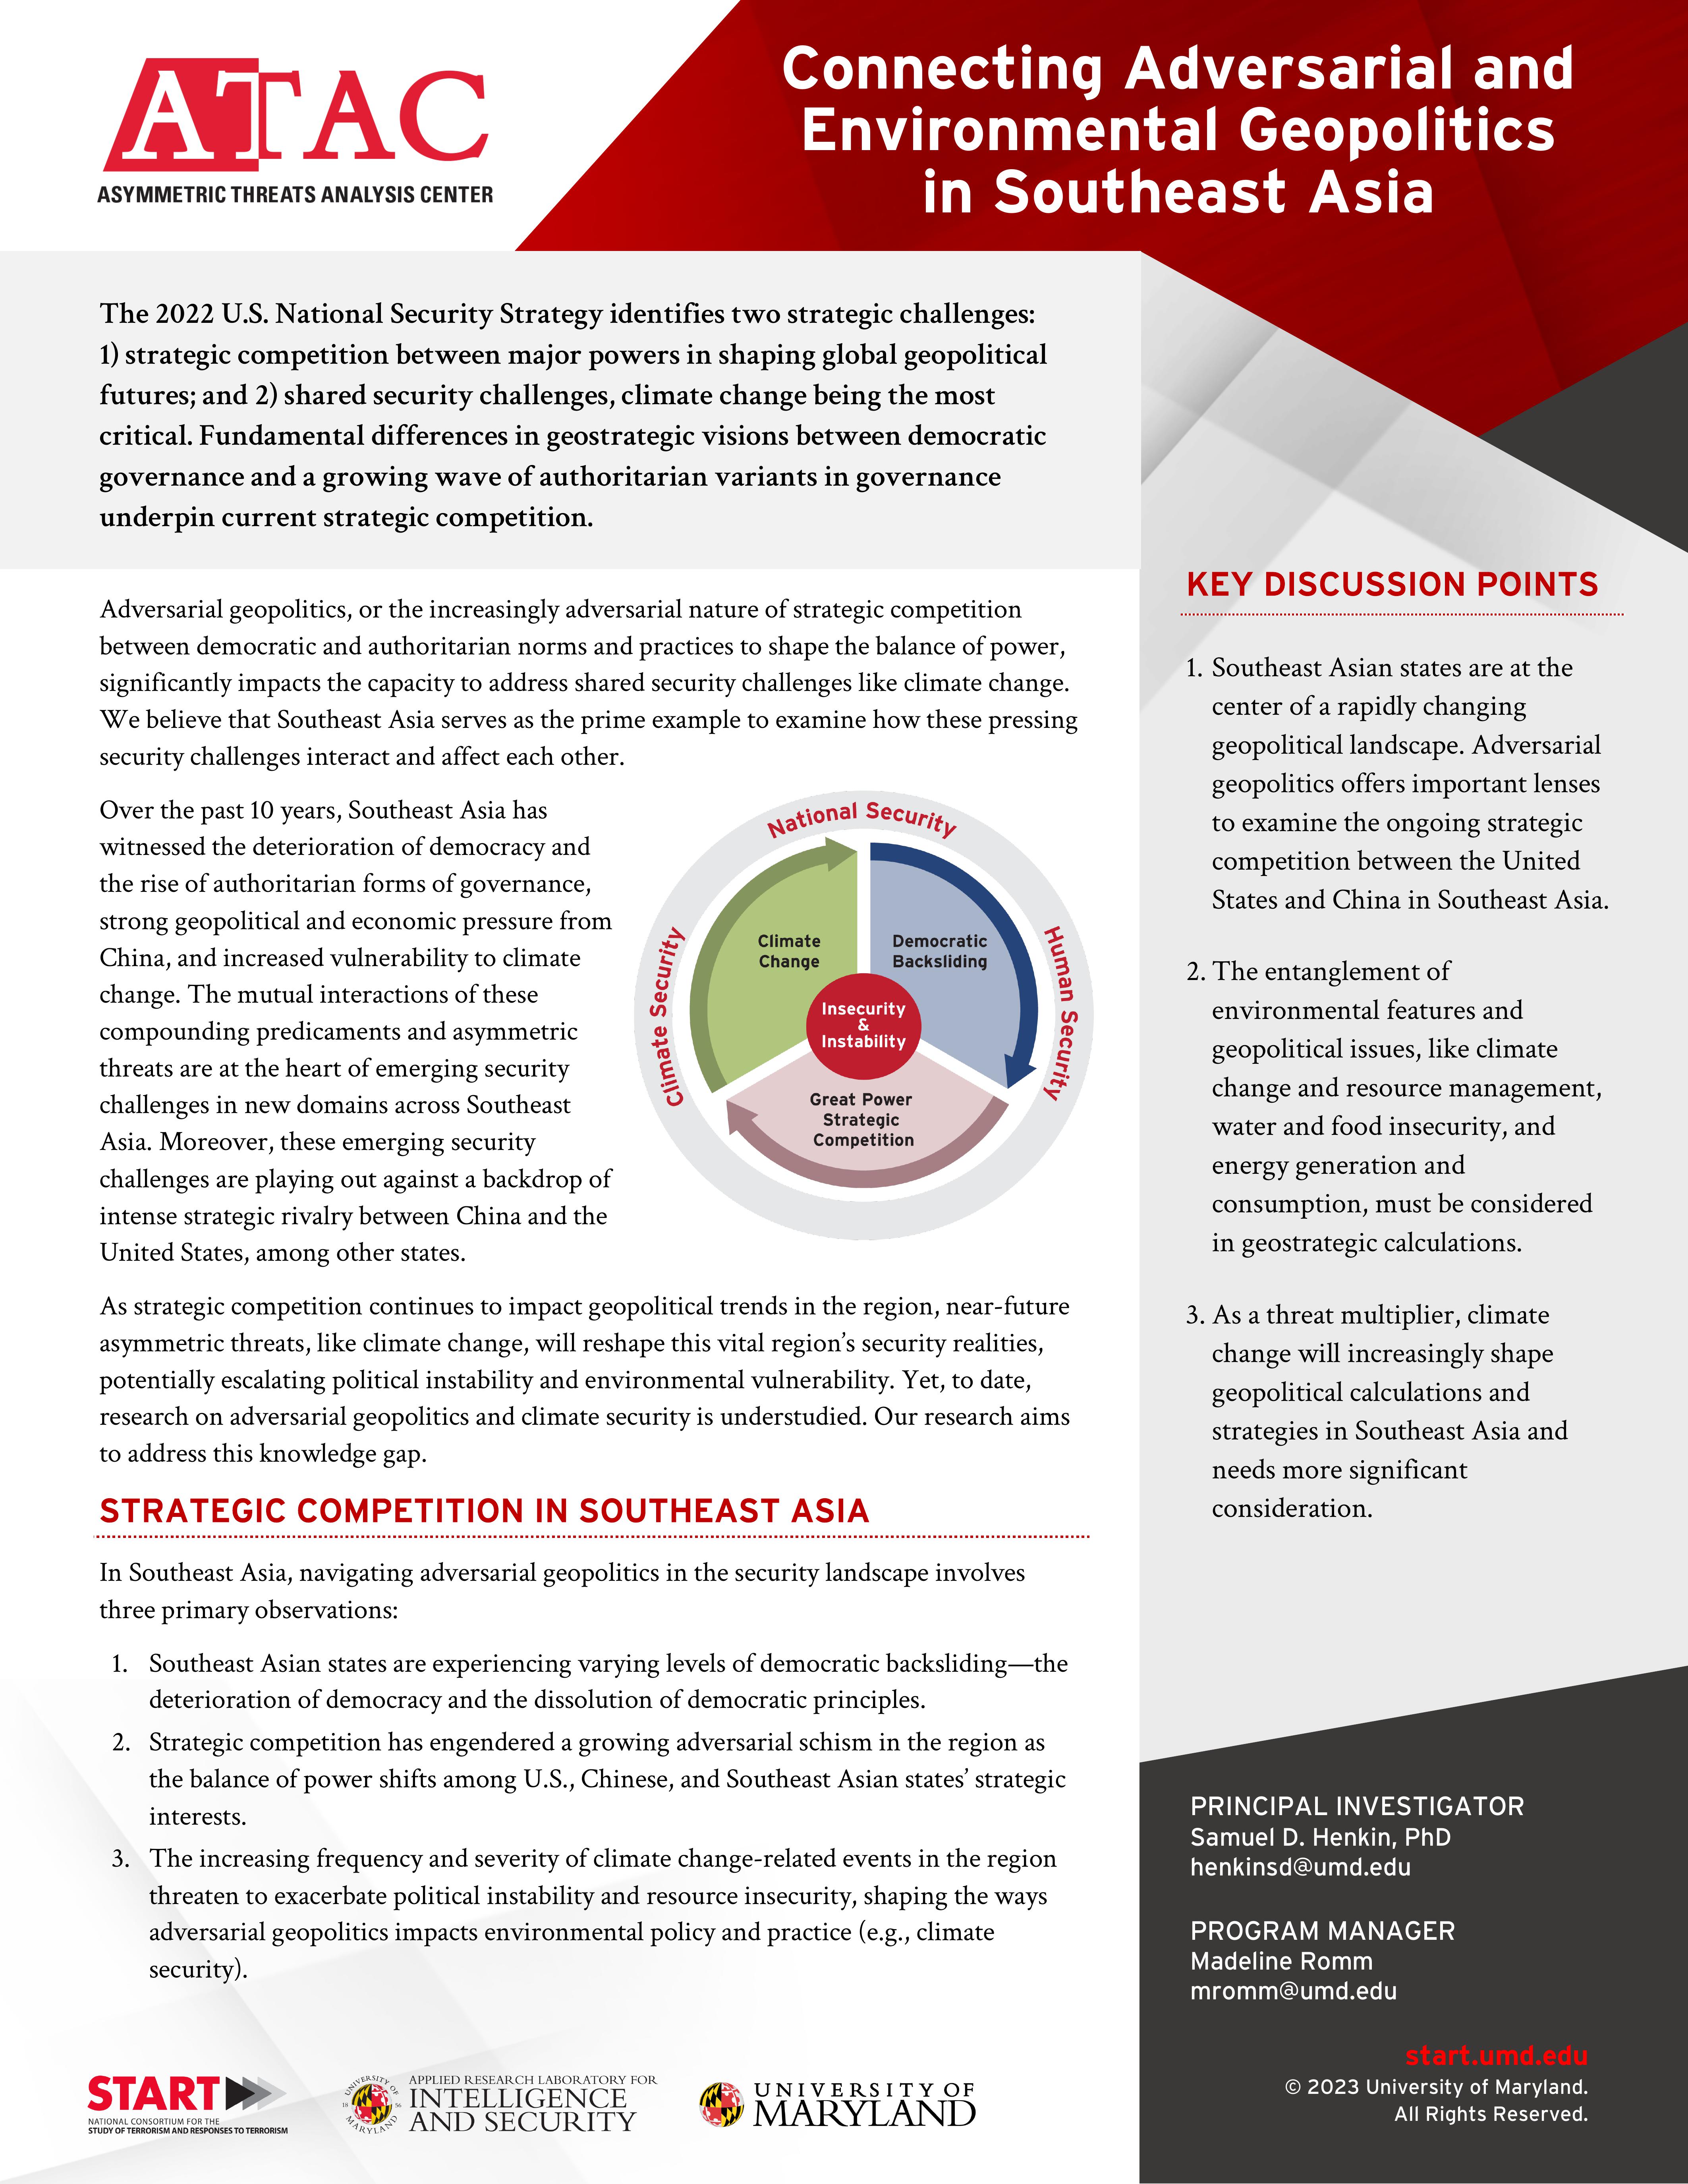 ATAC
ASYMMETRIC THREATS ANALYSIS CENTER
Connecting Adversarial and
Environmental Geopolitics
in Southeast Asia
The 2022 U.S. National Security Strategy identifies two strategic challenges:
1) strategic competition between major powers in shaping global geopolitical
futures; and 2) shared security challenges, climate change being the most
critical. Fundamental differences in geostrategic visions between democratic
governance and a growing wave of authoritarian variants in governance
underpin current strategic competition.
Adversarial geopolitics, or the increasingly adversarial nature of strategic competition
between democratic and authoritarian norms and practices to shape the balance of power,
significantly impacts the capacity to address shared security challenges like climate change.
We believe that Southeast Asia serves as the prime example to examine how these pressing
security challenges interact and affect each other.
Over the past 10 years, Southeast Asia has
witnessed the deterioration of democracy and
the rise of authoritarian forms of governance,
strong geopolitical and economic pressure from
China, and increased vulnerability to climate
change. The mutual interactions of these
compounding predicaments and asymmetric
threats are at the heart of emerging security
challenges in new domains across Southeast
Asia. Moreover, these emerging security
challenges are playing out against a backdrop of
intense strategic rivalry between China and the
United States, among other states.
National Security
Climate Security
Human Security
Climate
Change
Democratic
Backsliding
Insecurity
&
Instability
Great Power
Strategic
Competition
As strategic competition continues to impact geopolitical trends in the region, near-future
asymmetric threats, like climate change, will reshape this vital region's security realities,
potentially escalating political instability and environmental vulnerability. Yet, to date,
research on adversarial geopolitics and climate security is understudied. Our research aims
to address this knowledge gap.
STRATEGIC COMPETITION IN SOUTHEAST ASIA
In Southeast Asia, navigating adversarial geopolitics in the security landscape involves
three primary observations:
1. Southeast Asian states are experiencing varying levels of democratic backsliding—the
deterioration of democracy and the dissolution of democratic principles.
2. Strategic competition has engendered a growing adversarial schism in the region as
the balance of power shifts among U.S., Chinese, and Southeast Asian states' strategic
interests.
3. The increasing frequency and severity of climate change-related events in the region
threaten to exacerbate political instability and resource insecurity, shaping the ways
adversarial geopolitics impacts environmental policy and practice (e.g., climate
security).
KEY DISCUSSION POINTS
1. Southeast Asian states are at the
center of a rapidly changing
geopolitical landscape. Adversarial
geopolitics offers important lenses
to examine the ongoing strategic
competition between the United
States and China in Southeast Asia.
2. The entanglement of
environmental features and
geopolitical issues, like climate
change and resource management,
water and food insecurity, and
energy generation and
consumption, must be considered
in geostrategic calculations.
3. As a threat multiplier, climate
change will increasingly shape
geopolitical calculations and
strategies in Southeast Asia and
needs more significant
consideration.
PRINCIPAL INVESTIGATOR
Samuel D. Henkin, PhD
henkinsd@umd.edu
PROGRAM MANAGER
Madeline Romm
mromm@umd.edu
start.umd.edu
© 2023 University of Maryland.
All Rights Reserved.
START
NATIONAL CONSORTIUM FOR THE
STUDY OF TERRORISM AND RESPONSES TO TERRORISM
UNIVERSITY OF
18 56
MARYLAND
APPLIED RESEARCH LABORATORY FOR
INTELLIGENCE
AND SECURITY
UNIVERSITY OF
MARYLAND